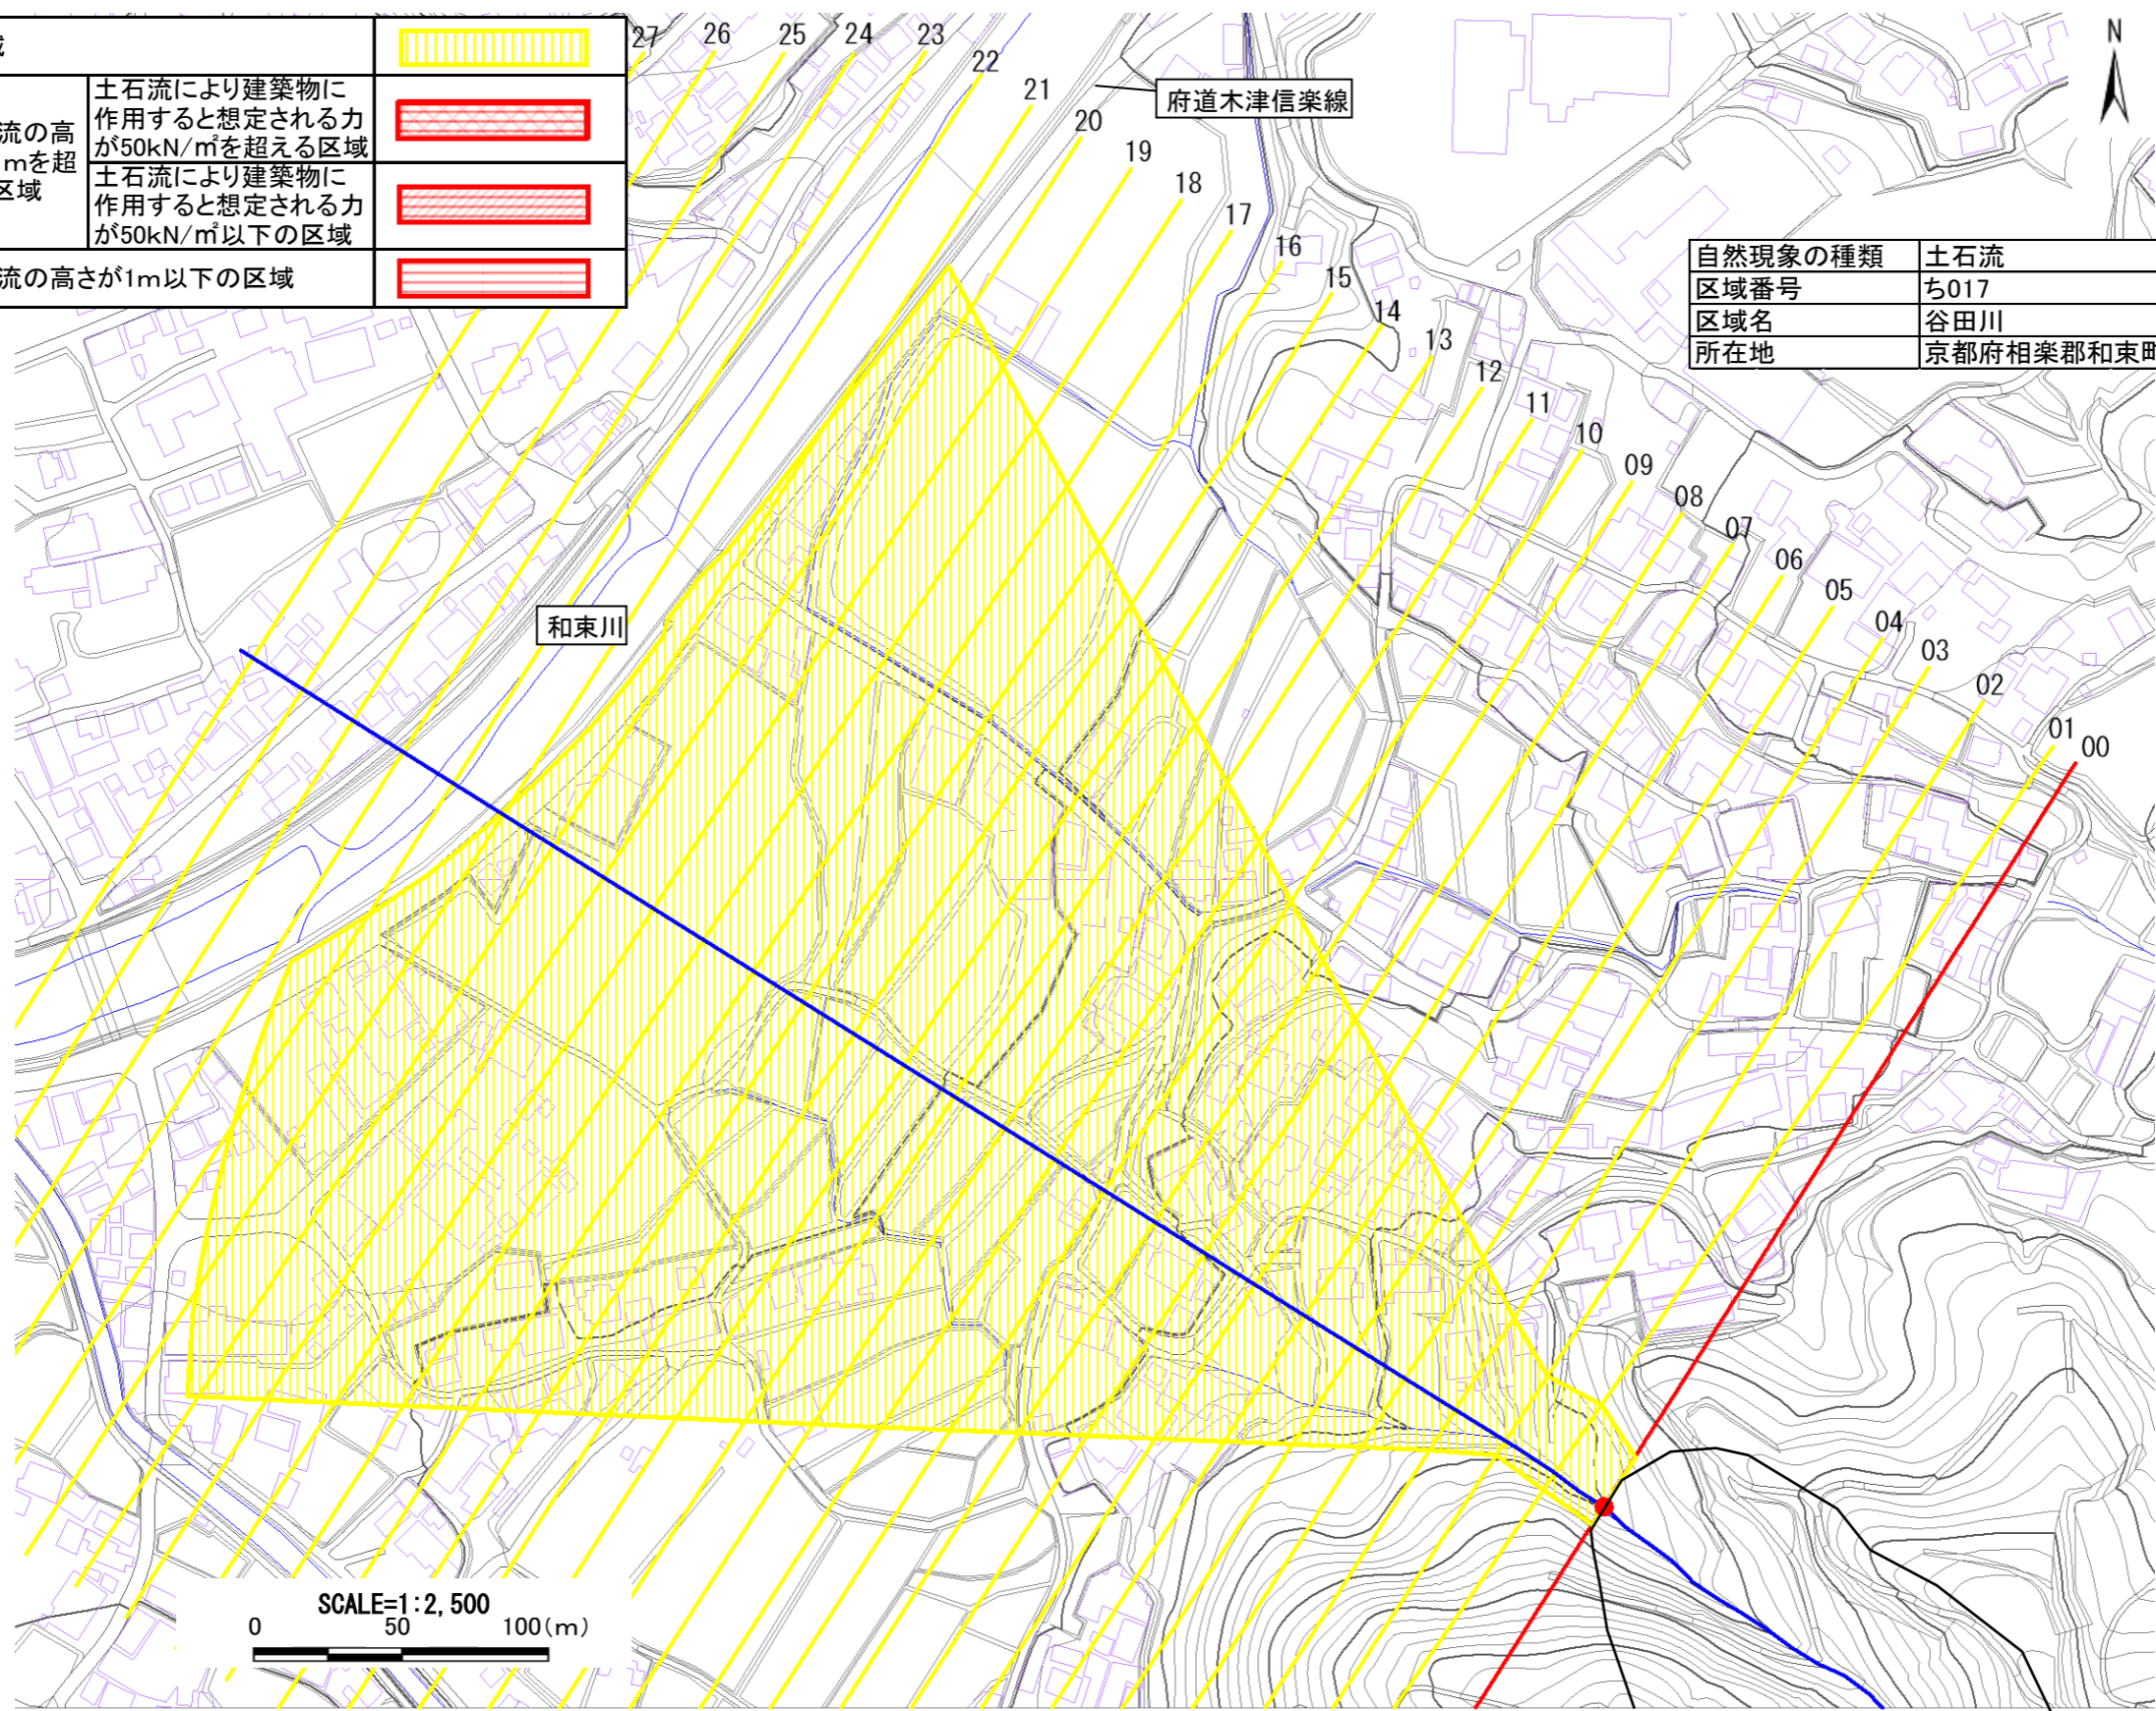 域
土石流により建築物に
作用すると想定される力
が50kN/㎡を超える区域
流の高
mを超
区域
土石流により建築物に
作用すると想定される力
が50kN/㎡以下の区域
流の高さが1m以下の区域
27
26
25
24
23
22
21
20
19
18
17
16
15
14
13
12
11
10
09
08
07
06
05
04
03
02
01
00
府道木津信楽線
N
自然現象の種類 土石流
区域番号 ち017
区域名 谷田川
所在地 京都府相楽郡和束町
和束川
SCALE=1:2,500
0 50 100(m)